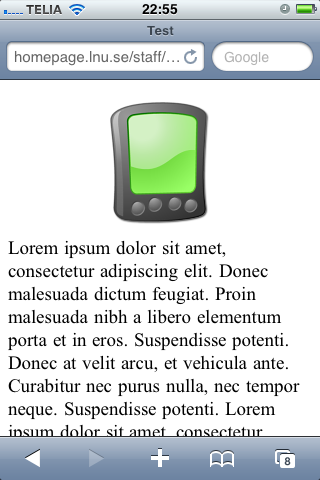 TELIA 22:55
Test
homepage.lnu.se/staff/... Google
Lorem ipsum dolor sit amet,
consectetur adipiscing elit. Donec
malesuada dictum feugiat. Proin
malesuada nibh a libero elementum
porta et in eros. Suspendisse potenti.
Donec at velit arcu, et vehicula ante.
Curabitur nec purus nulla, nec tempor
neque. Suspendisse potenti. Lorem
ipsum dolor sit amet, consectetur
8